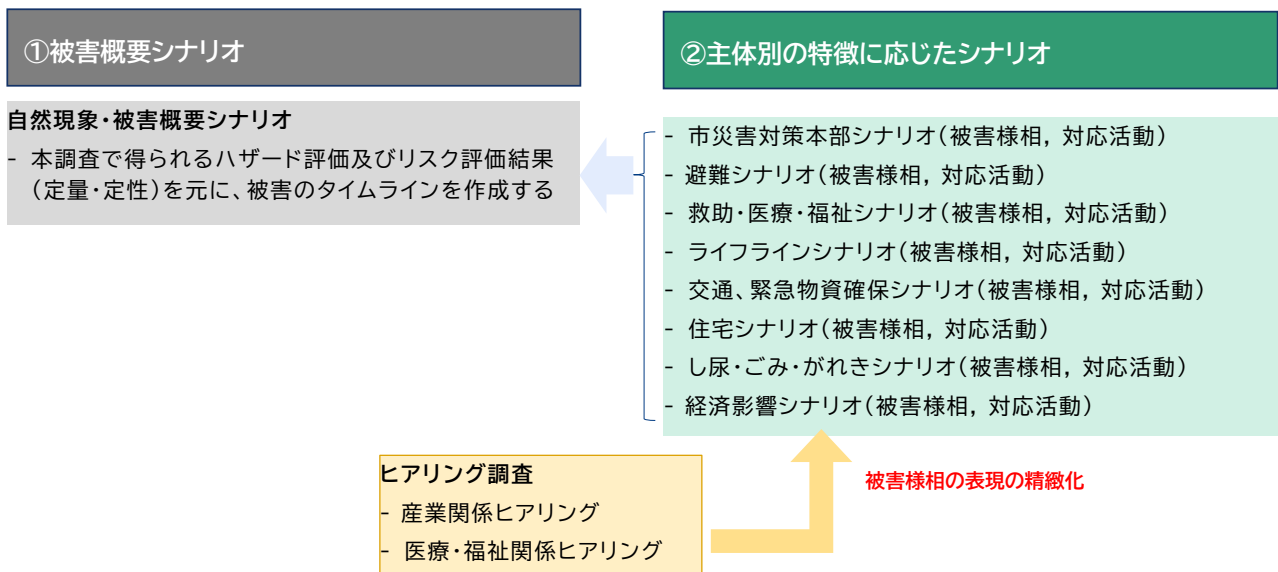 ①被害概要シナリオ
自然現象・被害概要シナリオ
- 本調査で得られるハザード評価及びリスク評価結果
（定量・定性）を元に、被害のタイムラインを作成する
②主体別の特徴に応じたシナリオ
- 市災害対策本部シナリオ(被害様相, 対応活動)
- 避難シナリオ(被害様相, 対応活動)
- 救助・医療・福祉シナリオ(被害様相, 対応活動)
- ライフラインシナリオ(被害様相, 対応活動)
- 交通、緊急物資確保シナリオ(被害様相, 対応活動)
- 住宅シナリオ(被害様相, 対応活動)
- し尿・ごみ・がれきシナリオ(被害様相, 対応活動)
- 経済影響シナリオ(被害様相, 対応活動)
ヒアリング調査
- 産業関係ヒアリング
- 医療・福祉関係ヒアリング
被害様相の表現の精緻化